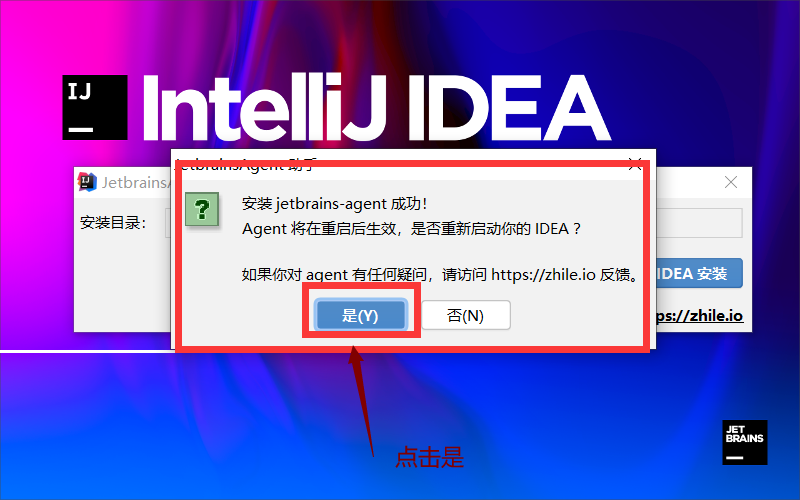 IJ
IntelliJ IDEA
JetbrainsAgent 助手
JetbrainsA
安装目录：
安装 jetbrains-agent 成功！
Agent 将在重启后生效，是否重新启动你的 IDEA？
如果你对 agent 有任何疑问，请访问 https://zhile.io 反馈。
IDEA 安装
是(Y)
否(N)
ps://zhile.io
点击是
JET
BRAINS